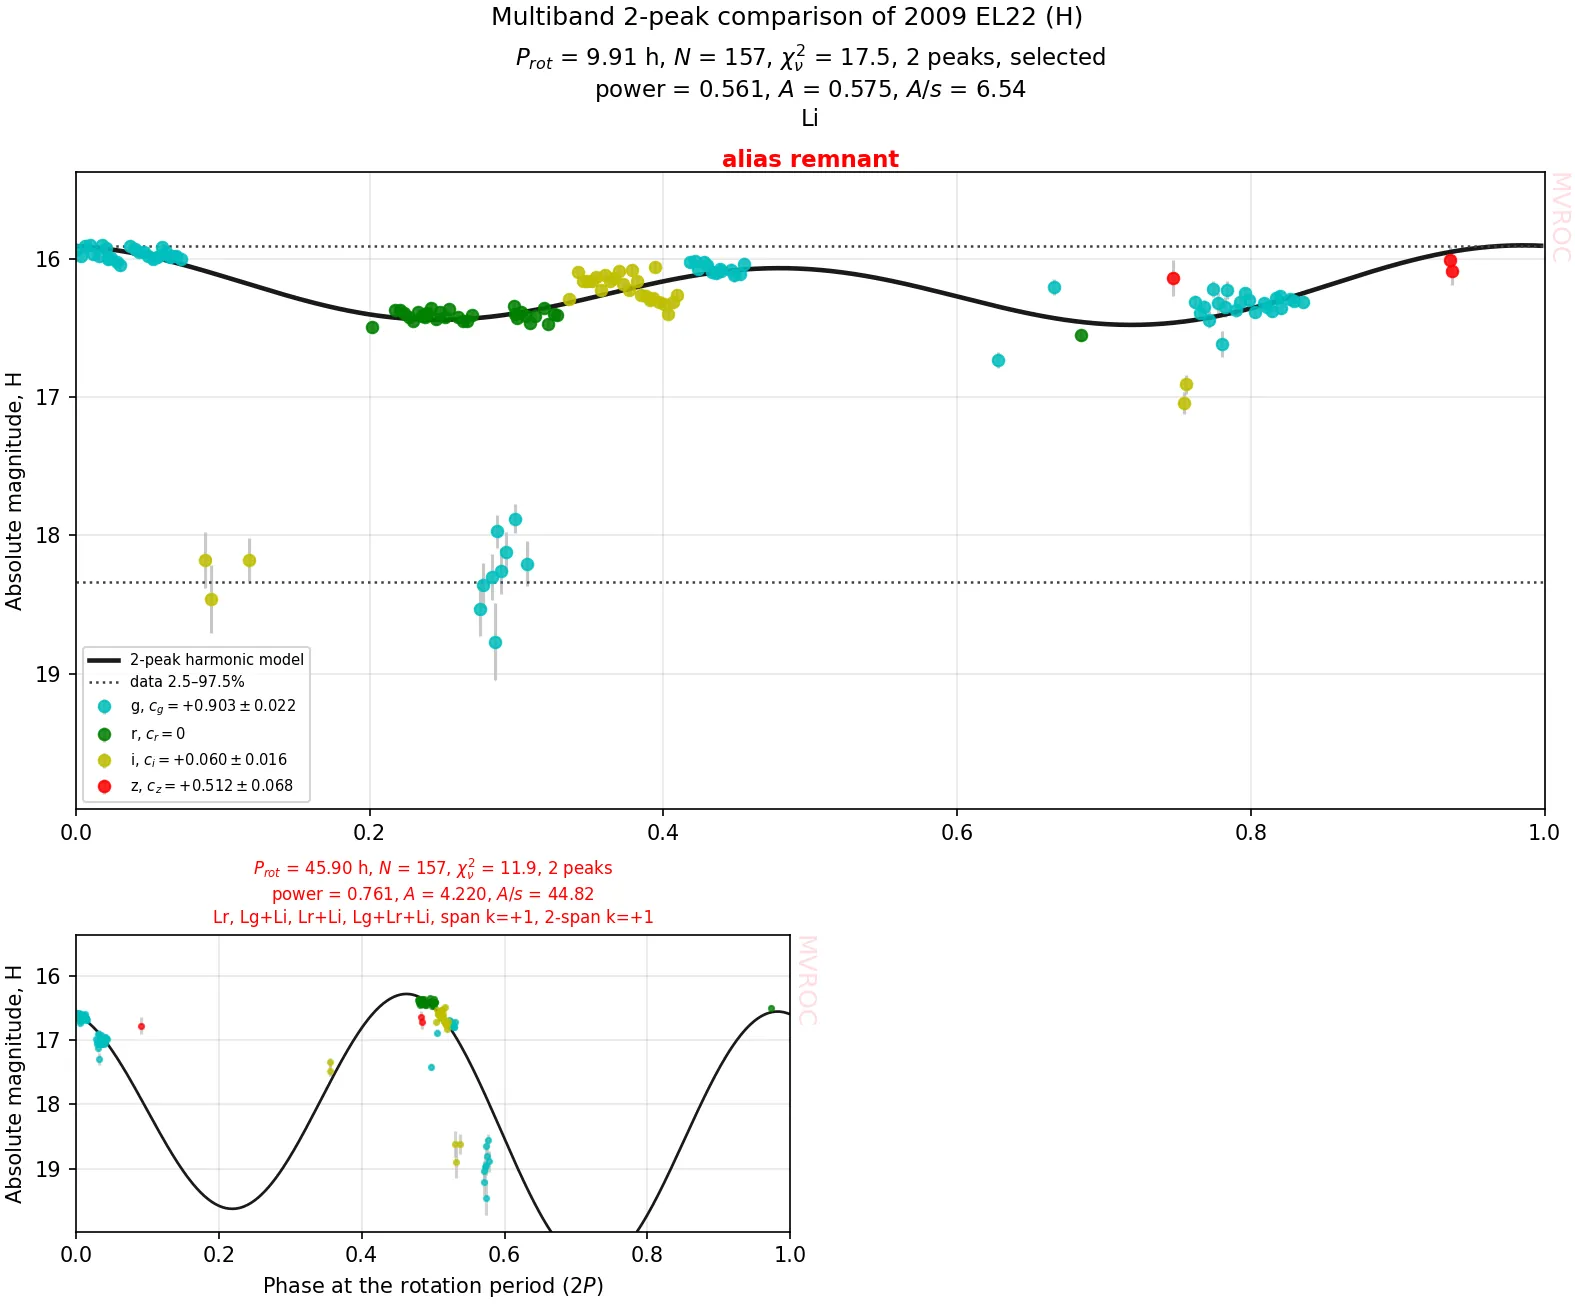 Multiband 2-peak comparison of 2009 EL22 (H)
P_rot = 9.91 h, N = 157, χ²_ν = 17.5, 2 peaks, selected
power = 0.561, A = 0.575, A/s = 6.54
Li
alias remnant
MVROC
Absolute magnitude, H
16
17
18
19
2-peak harmonic model
data 2.5–97.5%
g, c_g = +0.903 ± 0.022
r, c_r = 0
i, c_i = +0.060 ± 0.016
z, c_z = +0.512 ± 0.068
0.0 0.2 0.4 0.6 0.8 1.0
P_rot = 45.90 h, N = 157, χ²_ν = 11.9, 2 peaks
power = 0.761, A = 4.220, A/s = 44.82
Lr, Lg+Li, Lr+Li, Lg+Lr+Li, span k=+1, 2-span k=+1
MVROC
Absolute magnitude, H
16
17
18
19
0.0 0.2 0.4 0.6 0.8 1.0
Phase at the rotation period (2P)